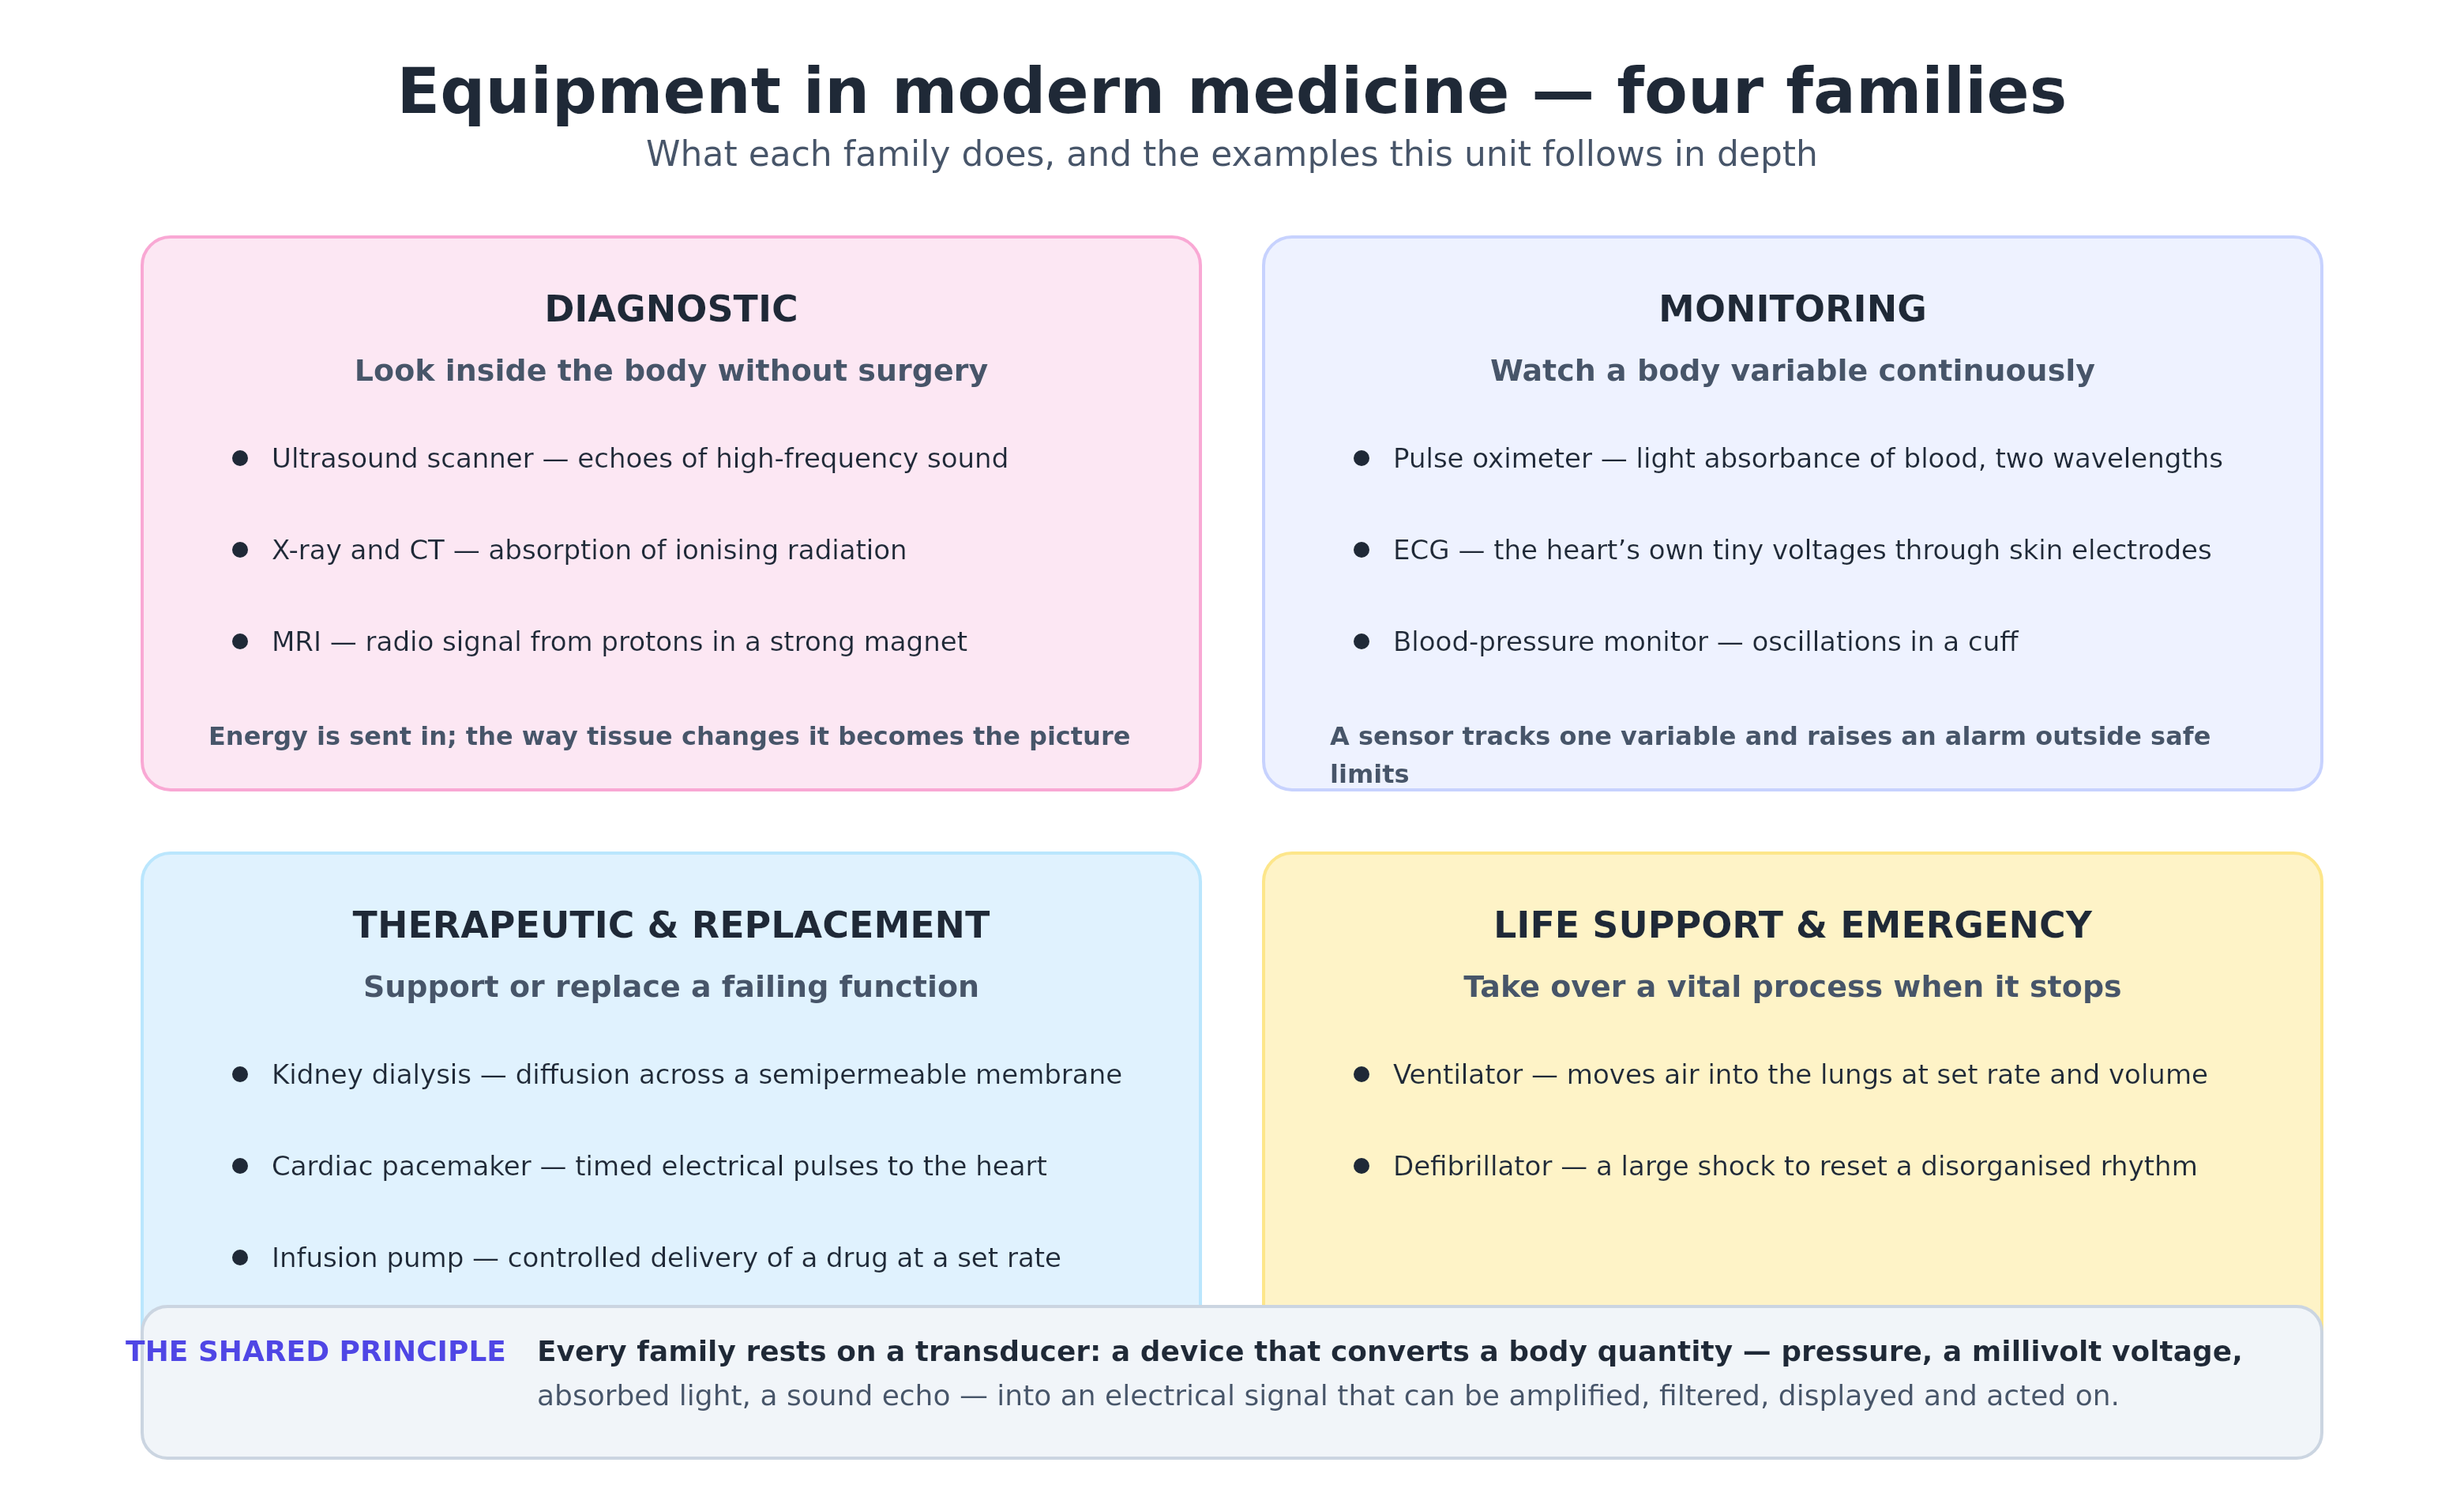 Equipment in modern medicine — four families
What each family does, and the examples this unit follows in depth
DIAGNOSTIC
Look inside the body without surgery
● Ultrasound scanner — echoes of high-frequency sound
● X-ray and CT — absorption of ionising radiation
● MRI — radio signal from protons in a strong magnet
Energy is sent in; the way tissue changes it becomes the picture
MONITORING
Watch a body variable continuously
● Pulse oximeter — light absorbance of blood, two wavelengths
● ECG — the heart’s own tiny voltages through skin electrodes
● Blood-pressure monitor — oscillations in a cuff
A sensor tracks one variable and raises an alarm outside safe
limits
THERAPEUTIC & REPLACEMENT
Support or replace a failing function
● Kidney dialysis — diffusion across a semipermeable membrane
● Cardiac pacemaker — timed electrical pulses to the heart
● Infusion pump — controlled delivery of a drug at a set rate
LIFE SUPPORT & EMERGENCY
Take over a vital process when it stops
● Ventilator — moves air into the lungs at set rate and volume
● Defibrillator — a large shock to reset a disorganised rhythm
THE SHARED PRINCIPLE
Every family rests on a transducer: a device that converts a body quantity — pressure, a millivolt voltage,
absorbed light, a sound echo — into an electrical signal that can be amplified, filtered, displayed and acted on.